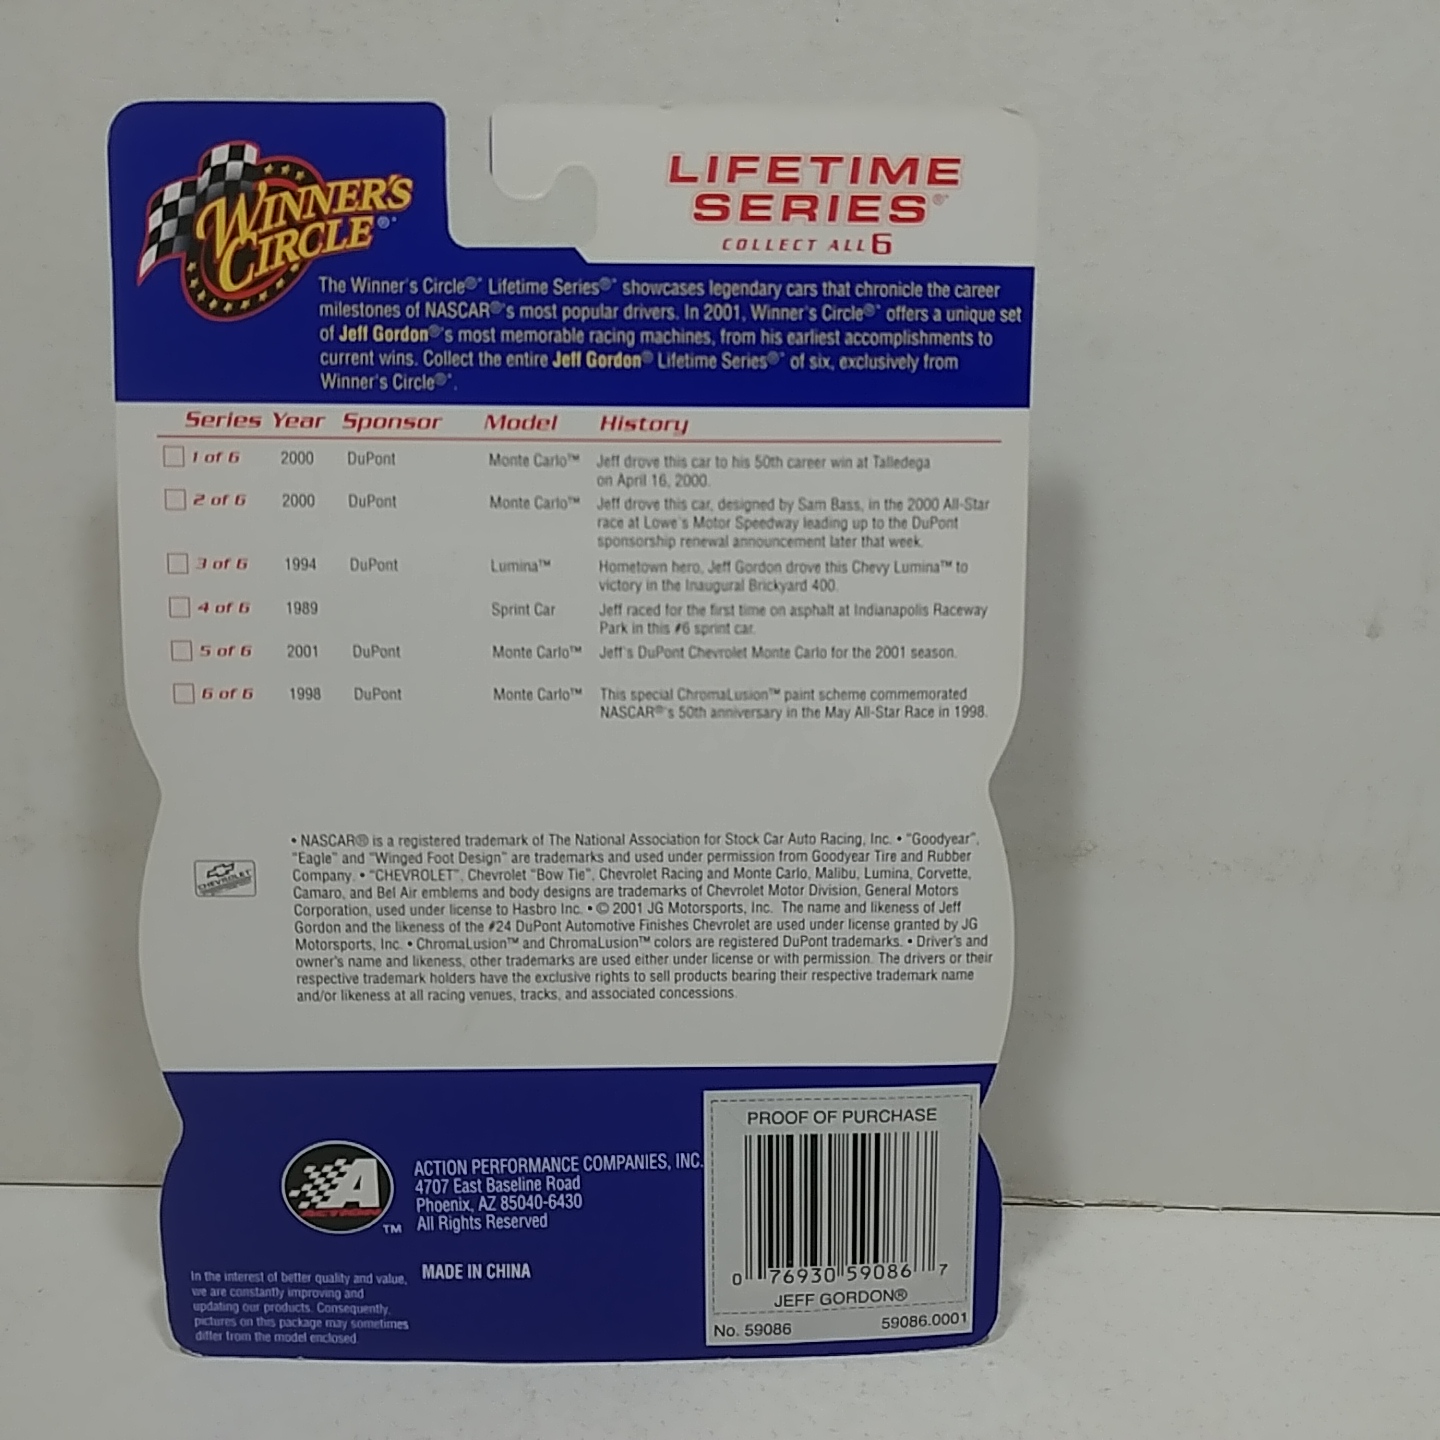 WINNER'S
CIRCLE®*
LIFETIME
SERIES®*
COLLECT ALL 6
The Winner's Circle®* Lifetime Series®* showcases legendary cars that chronicle the career
milestones of NASCAR®'s most popular drivers. In 2001, Winner's Circle®* offers a unique set
of Jeff Gordon®'s most memorable racing machines, from his earliest accomplishments to
current wins. Collect the entire Jeff Gordon® Lifetime Series®* of six, exclusively from
Winner's Circle®*.
Series Year Sponsor Model History
1 of 6 2000 DuPont Monte Carlo™ Jeff drove this car to his 50th career win at Talledega
on April 16, 2000.
2 of 6 2000 DuPont Monte Carlo™ Jeff drove this car, designed by Sam Bass, in the 2000 All-Star
race at Lowe's Motor Speedway leading up to the DuPont
sponsorship renewal announcement later that week.
3 of 6 1994 DuPont Lumina™ Hometown hero, Jeff Gordon drove this Chevy Lumina™ to
victory in the Inaugural Brickyard 400.
4 of 6 1989 Sprint Car Jeff raced for the first time on asphalt at Indianapolis Raceway
Park in this #6 sprint car.
5 of 6 2001 DuPont Monte Carlo™ Jeff's DuPont Chevrolet Monte Carlo for the 2001 season.
6 of 6 1998 DuPont Monte Carlo™ This special ChromaLusion™ paint scheme commemorated
NASCAR®'s 50th anniversary in the May All-Star Race in 1998.
• NASCAR® is a registered trademark of The National Association for Stock Car Auto Racing, Inc. • "Goodyear",
"Eagle" and "Winged Foot Design" are trademarks and used under permission from Goodyear Tire and Rubber
Company. • "CHEVROLET", Chevrolet "Bow Tie", Chevrolet Racing and Monte Carlo, Malibu, Lumina, Corvette,
Camaro, and Bel Air emblems and body designs are trademarks of Chevrolet Motor Division, General Motors
Corporation, used under license to Hasbro Inc. • © 2001 JG Motorsports, Inc. The name and likeness of Jeff
Gordon and the likeness of the #24 DuPont Automotive Finishes Chevrolet are used under license granted by JG
Motorsports, Inc. • ChromaLusion™ and ChromaLusion™ colors are registered DuPont trademarks. • Driver's and
owner's name and likeness, other trademarks are used either under license or with permission. The drivers or their
respective trademark holders have the exclusive rights to sell products bearing their respective trademark name
and/or likeness at all racing venues, tracks, and associated concessions.
CHEVROLET
A
ACTION
™
ACTION PERFORMANCE COMPANIES, INC.
4707 East Baseline Road
Phoenix, AZ 85040-6430
All Rights Reserved
MADE IN CHINA
In the interest of better quality and value,
we are constantly improving and
updating our products. Consequently,
pictures on this package may sometimes
differ from the model enclosed.
PROOF OF PURCHASE
0 76930 59086 7
JEFF GORDON®
No. 59086 59086.0001